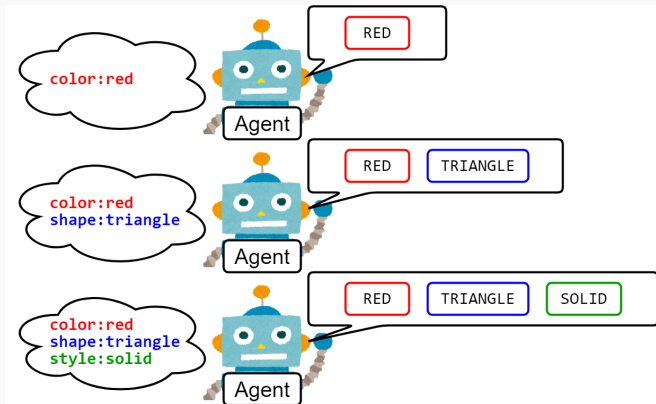 RED
color:red
Agent
RED TRIANGLE
color:red
shape:triangle
Agent
RED TRIANGLE SOLID
color:red
shape:triangle
style:solid
Agent